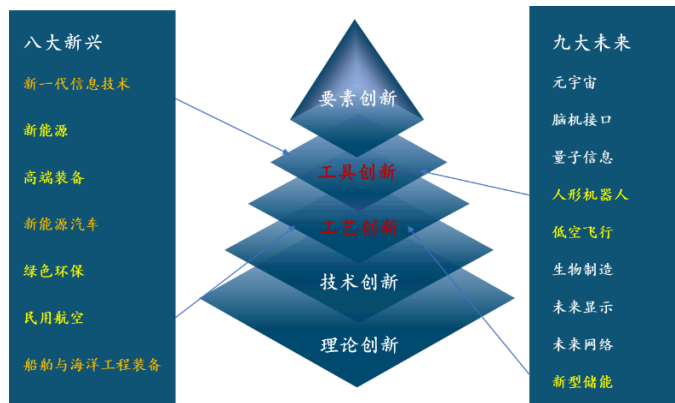 八大新兴
新一代信息技术
新能源
高端装备
新能源汽车
绿色环保
民用航空
船舶与海洋工程装备
要素创新
工具创新
工艺创新
技术创新
理论创新
九大未来
元宇宙
脑机接口
量子信息
人形机器人
低空飞行
生物制造
未来显示
未来网络
新型储能